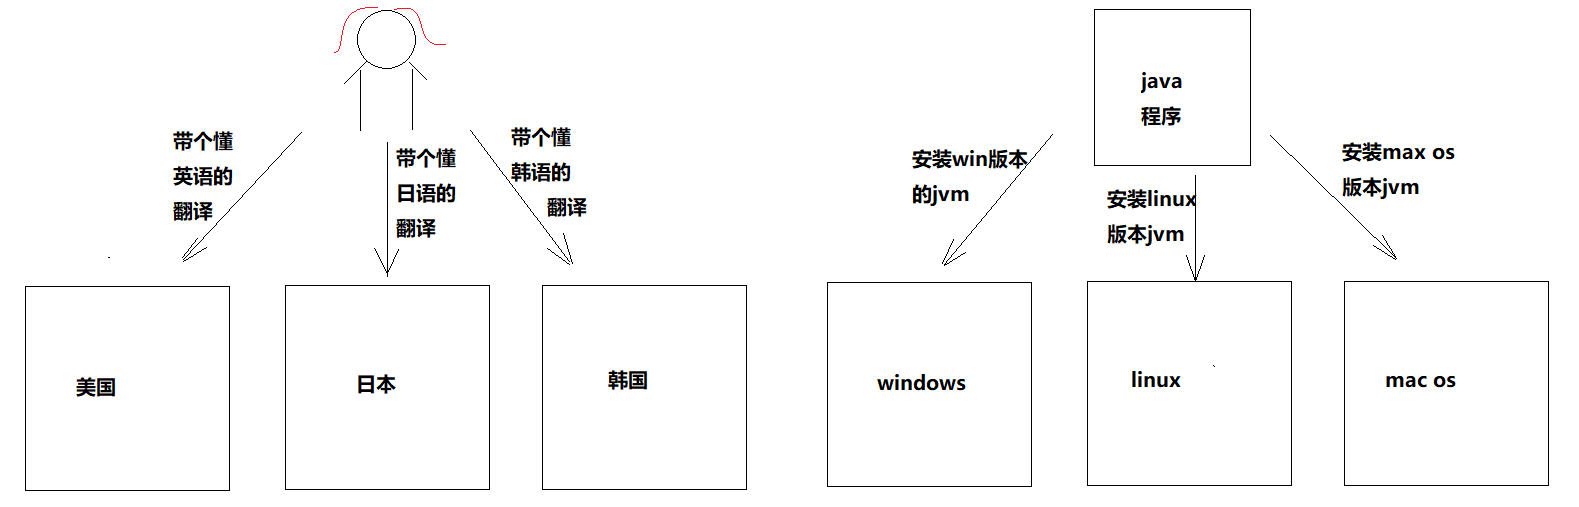 带个懂
英语的
翻译
带个懂
日语的
翻译
带个懂
韩语的
翻译
美国
日本
韩国
java
程序
安装win版本
的jvm
安装linux
版本jvm
安装max os
版本jvm
windows
linux
mac os